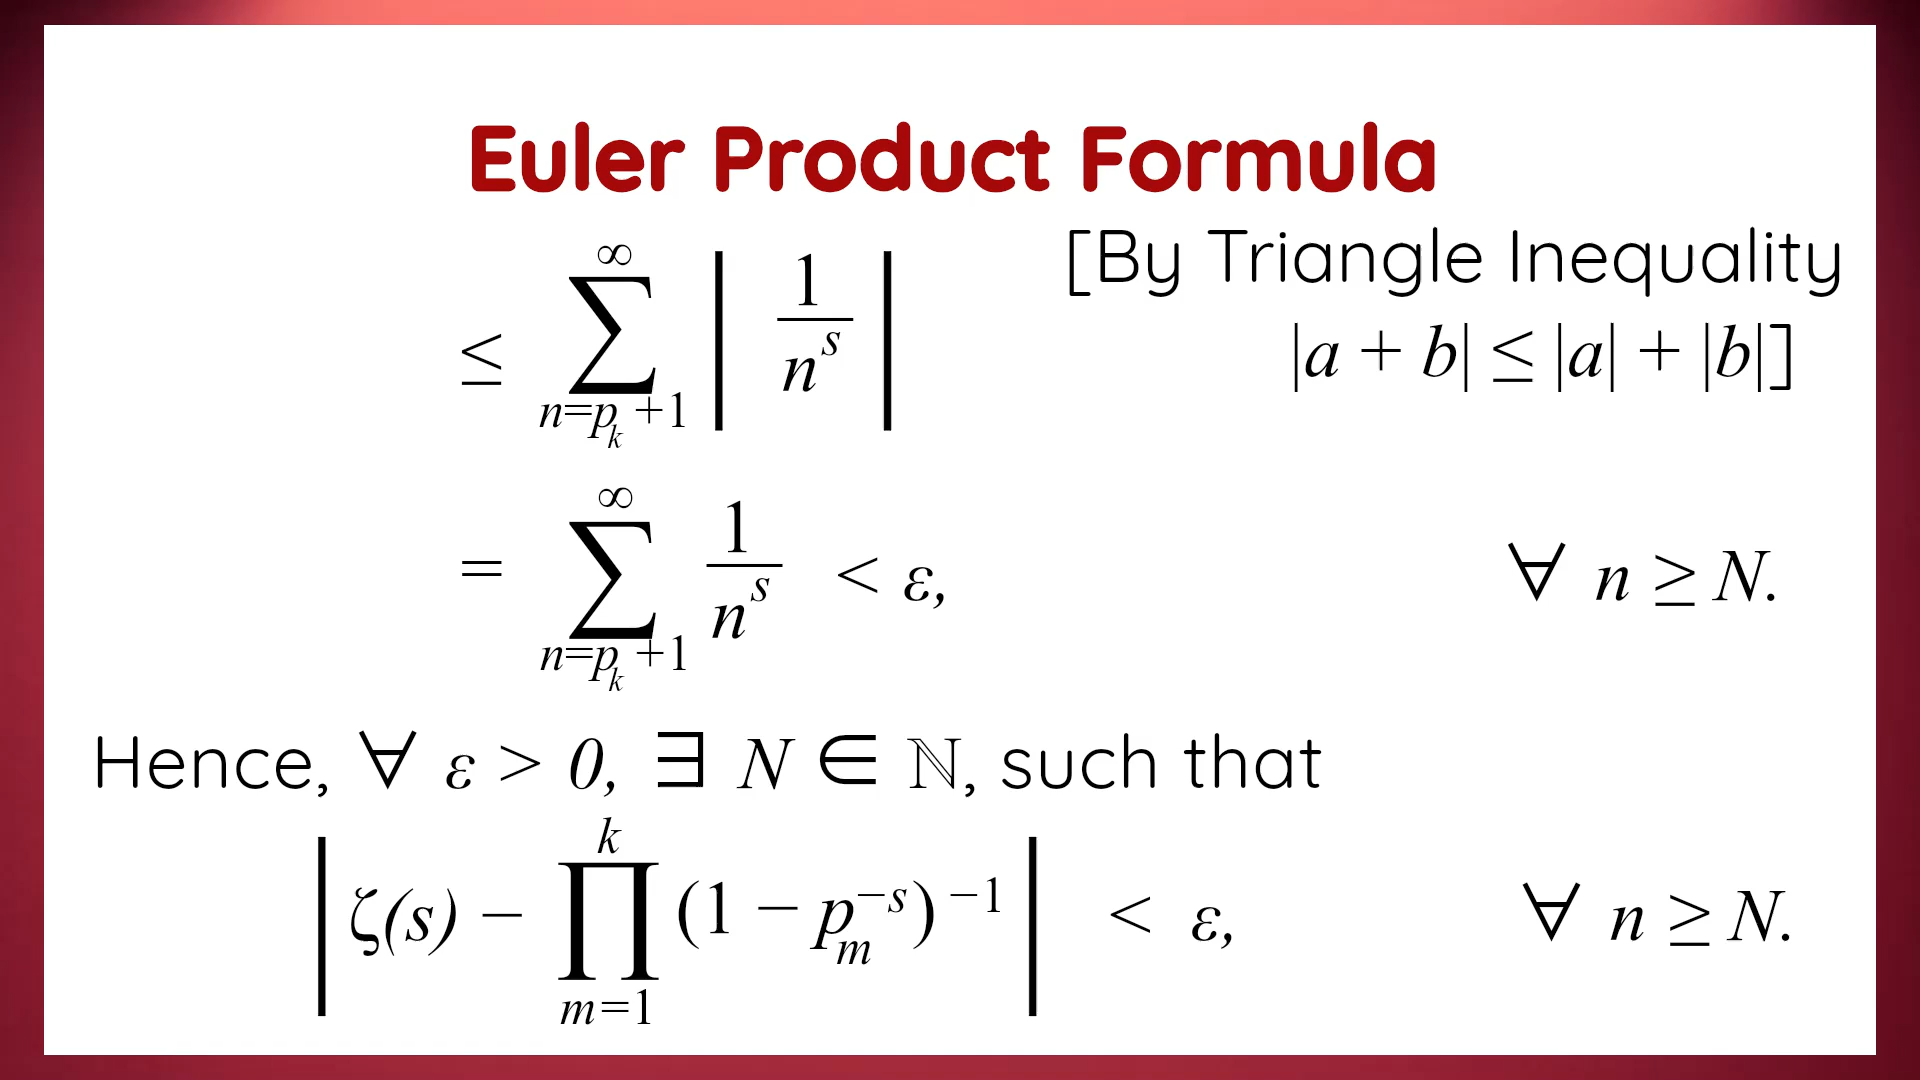 Euler Product Formula
≤ ∑_{n=p_k+1}^{∞} | 1/n^s | [By Triangle Inequality
|a + b| ≤ |a| + |b|]
= ∑_{n=p_k+1}^{∞} 1/n^s < ε, ∀ n ≥ N.
Hence, ∀ ε > 0, ∃ N ∈ ℕ, such that
| ζ(s) − ∏_{m=1}^{k} (1 − p_m^{−s})^{−1} | < ε, ∀ n ≥ N.